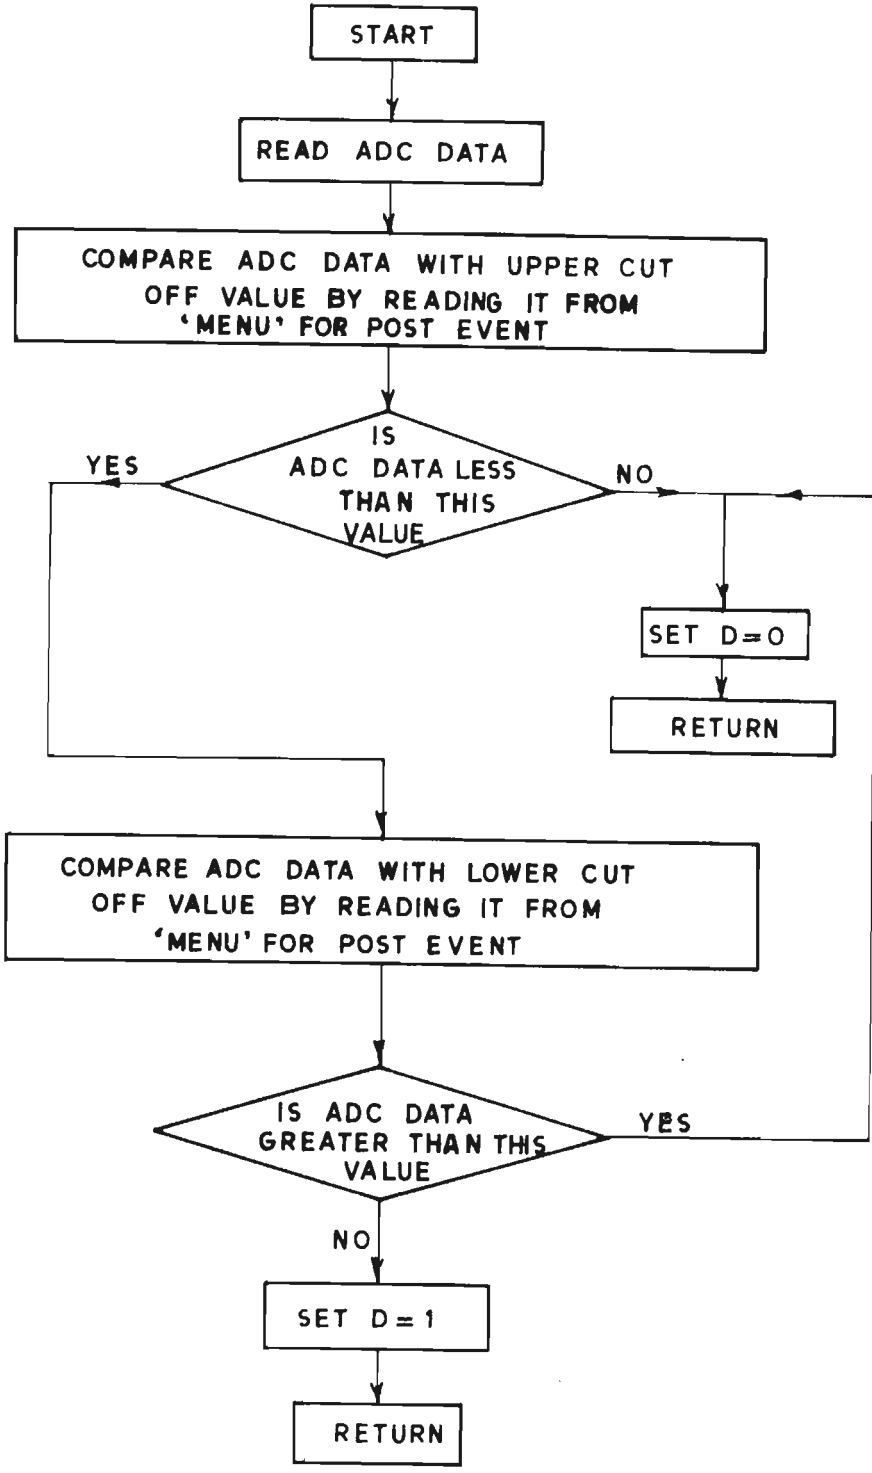 START
READ ADC DATA
COMPARE ADC DATA WITH UPPER CUT
OFF VALUE BY READING IT FROM
'MENU' FOR POST EVENT
IS
ADC DATA LESS
THAN THIS
VALUE
YES
NO
SET D=0
RETURN
COMPARE ADC DATA WITH LOWER CUT
OFF VALUE BY READING IT FROM
'MENU' FOR POST EVENT
IS ADC DATA
GREATER THAN THIS
VALUE
YES
NO
SET D=1
RETURN